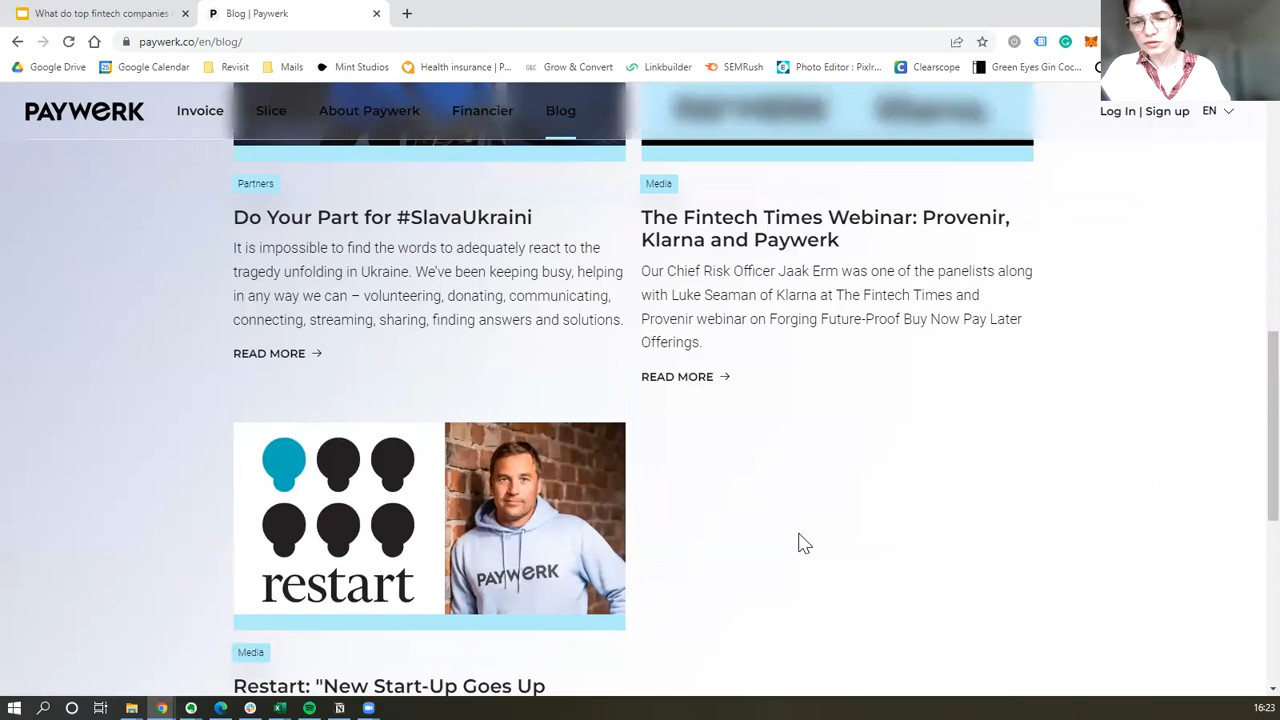 What do top fintech companies
Blog | Paywerk
paywerk.co/en/blog/
Google Drive
Google Calendar
Revisit
Mails
Mint Studios
Health Insurance | P...
Grow & Convert
Linkbuilder
SEMRush
Photo Editor : Pixlr...
Clearscope
Green Eyes Gin Coc...
PAYWERK
Invoice
Slice
About Paywerk
Financier
Blog
Log In | Sign up
EN
Partners
Do Your Part for #SlavaUkraini
It is impossible to find the words to adequately react to the
tragedy unfolding in Ukraine. We've been keeping busy, helping
in any way we can – volunteering, donating, communicating,
connecting, streaming, sharing, finding answers and solutions.
READ MORE
Media
The Fintech Times Webinar: Provenir,
Klarna and Paywerk
Our Chief Risk Officer Jaak Erm was one of the panelists along
with Luke Seaman of Klarna at The Fintech Times and
Provenir webinar on Forging Future-Proof Buy Now Pay Later
Offerings.
READ MORE
restart
PAYWERK
Media
Restart: "New Start-Up Goes Up
16:23